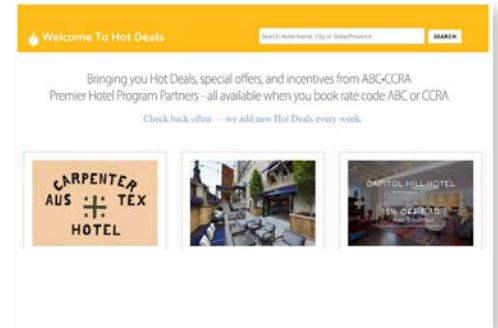 Welcome To Hot Deals
Search Hotel Name, City or State/Province
SEARCH
Bringing you Hot Deals, special offers, and incentives from ABC•CCRA
Premier Hotel Program Partners - all available when you book rate code ABC or CCRA
Check back often — we add new Hot Deals every week.
CARPENTER
AUS TEX
HOTEL
CAPITOL HILL HOTEL
15% OFF BAR